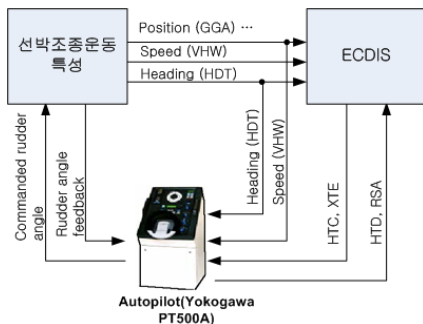 선박조종운동
특성
Position (GGA) …
Speed (VHW)
Heading (HDT)
ECDIS
Commanded rudder
angle
Rudder angle
feedback
Heading (HDT)
Speed (VHW)
HTC, XTE
HTD, RSA
Autopilot(Yokogawa
PT500A)